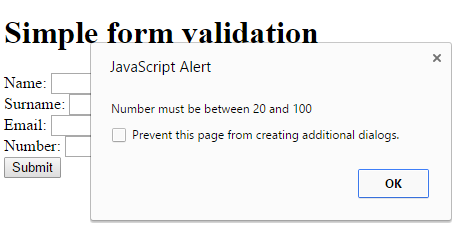 Simple form validation
JavaScript Alert
Number must be between 20 and 100
Prevent this page from creating additional dialogs.
OK
Name:
Surname:
Email:
Number:
Submit